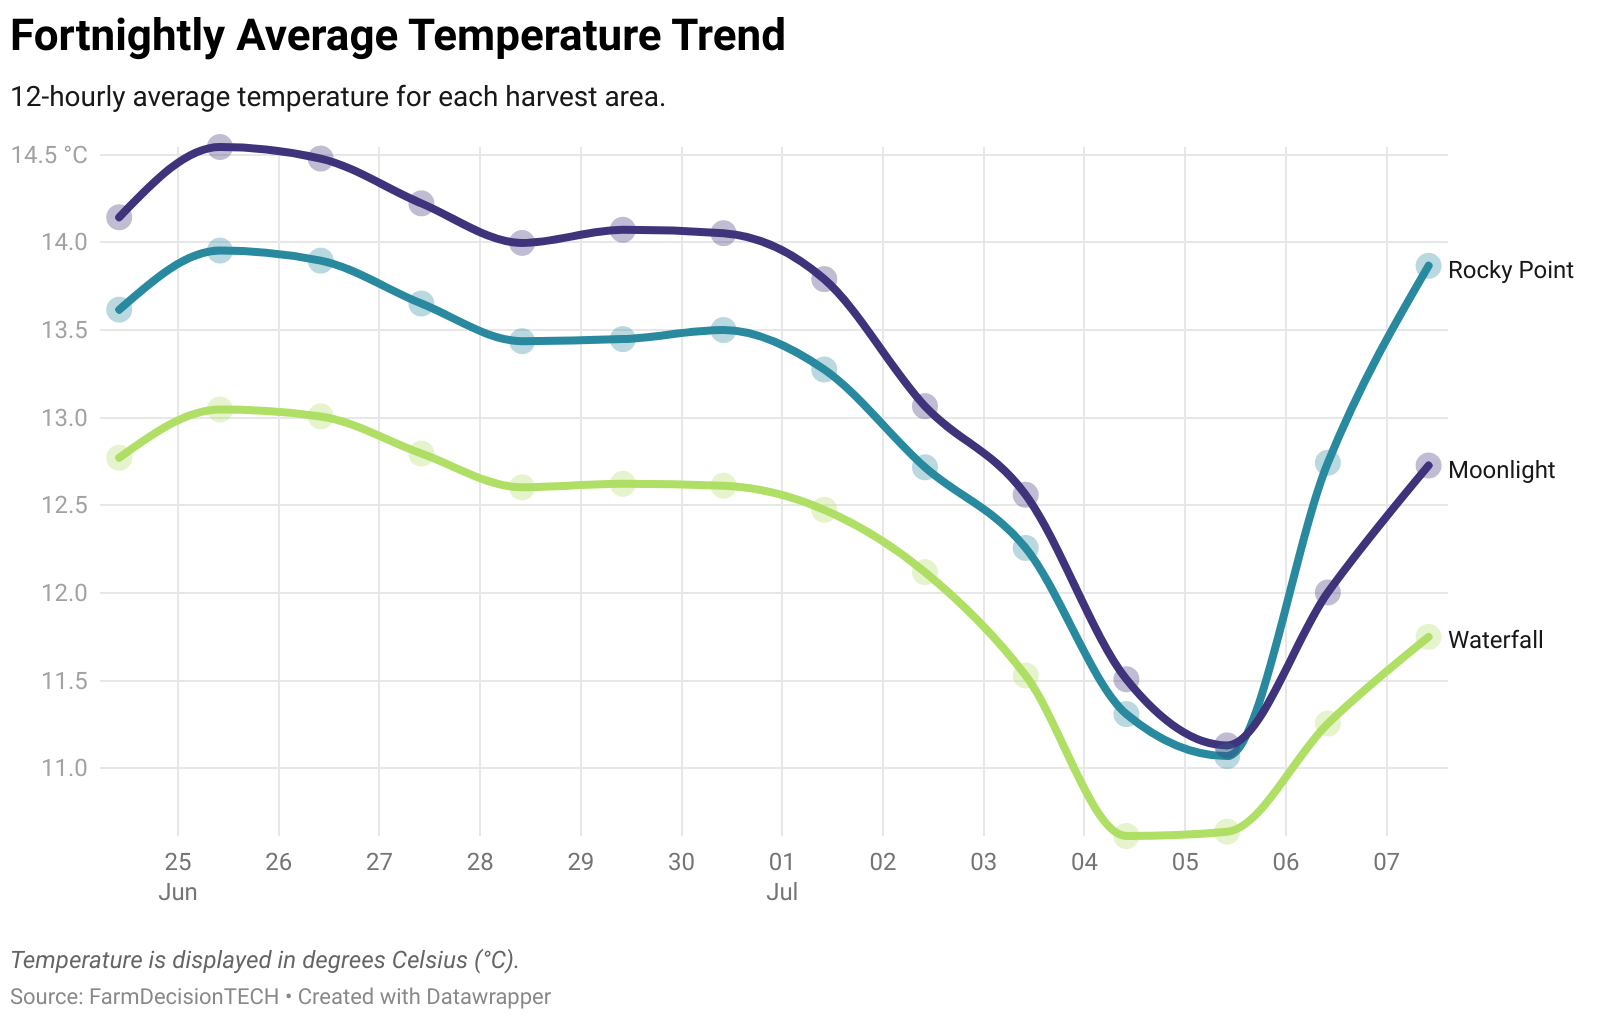 Fortnightly Average Temperature Trend
12-hourly average temperature for each harvest area.
14.5 °C
14.0
13.5
13.0
12.5
12.0
11.5
11.0
Rocky Point
Moonlight
Waterfall
25 26 27 28 29 30 01 02 03 04 05 06 07
Jun Jul
Temperature is displayed in degrees Celsius (°C).
Source: FarmDecisionTECH • Created with Datawrapper